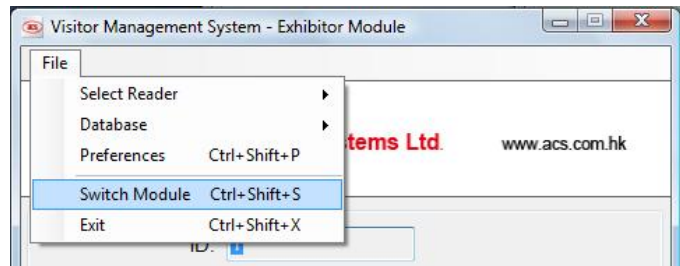 Visitor Management System - Exhibitor Module
File
Select Reader
Database
Preferences Ctrl+Shift+P
tems Ltd. www.acs.com.hk
Switch Module Ctrl+Shift+S
Exit Ctrl+Shift+X
ID: